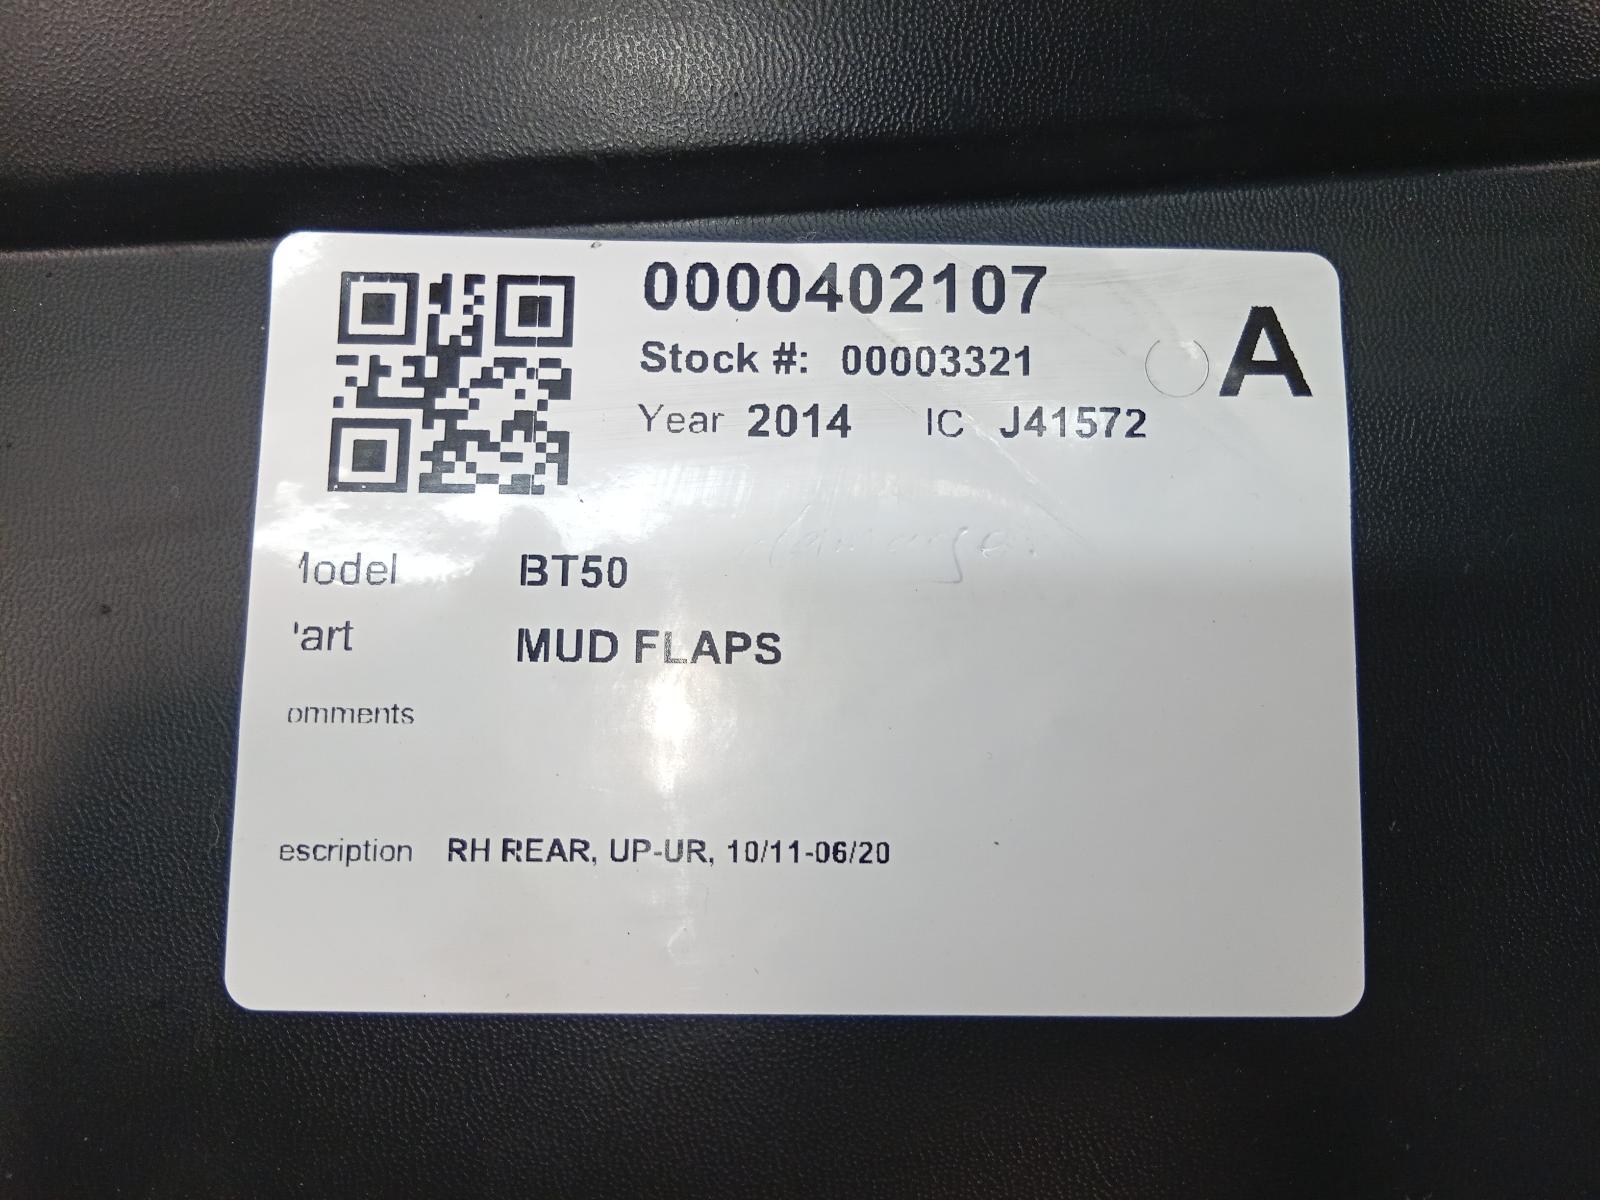 0000402107
A
Stock #: 00003321
Year 2014 IC J41572
Model BT50
'art MUD FLAPS
omments
escription RH REAR, UP-UR, 10/11-06/20